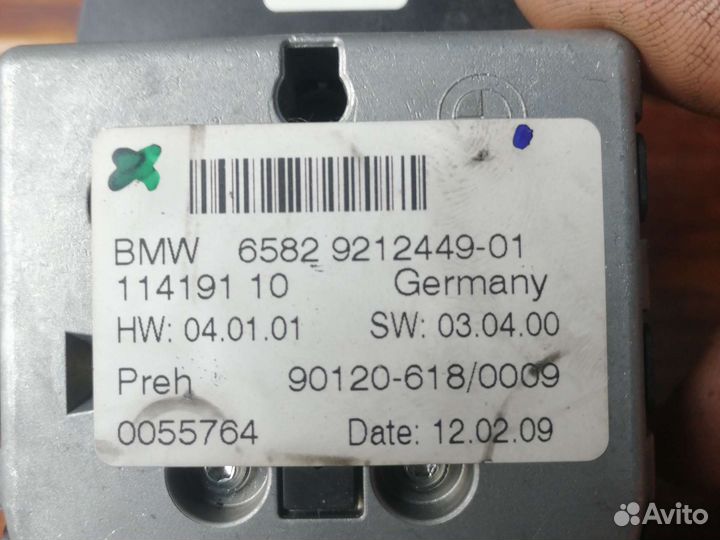 BMW 6582 9212449-01
114191 10 Germany
HW: 04.01.01 SW: 03.04.00
Preh 90120-618/0009
0055764 Date: 12.02.09
Avito